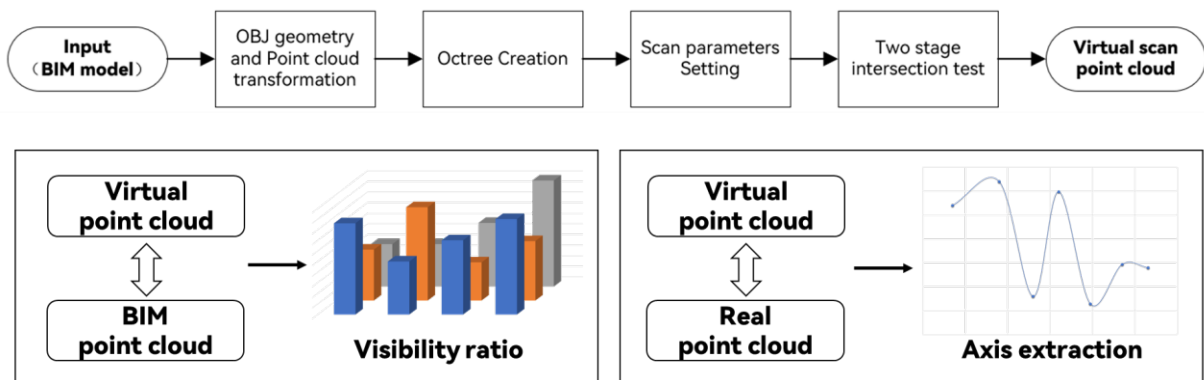 Input
（BIM model）
OBJ geometry
and Point cloud
transformation
Octree Creation
Scan parameters
Setting
Two stage
intersection test
Virtual scan
point cloud
Virtual
point cloud
BIM
point cloud
Visibility ratio
Virtual
point cloud
Real
point cloud
Axis extraction